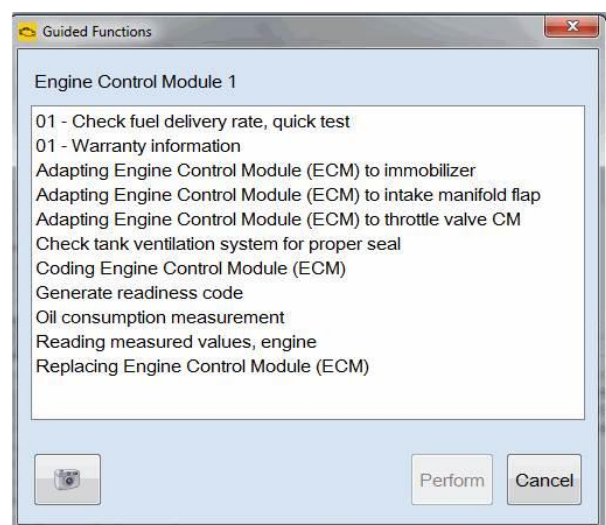 Guided Functions
Engine Control Module 1
01 - Check fuel delivery rate, quick test
01 - Warranty information
Adapting Engine Control Module (ECM) to immobilizer
Adapting Engine Control Module (ECM) to intake manifold flap
Adapting Engine Control Module (ECM) to throttle valve CM
Check tank ventilation system for proper seal
Coding Engine Control Module (ECM)
Generate readiness code
Oil consumption measurement
Reading measured values, engine
Replacing Engine Control Module (ECM)
Perform Cancel